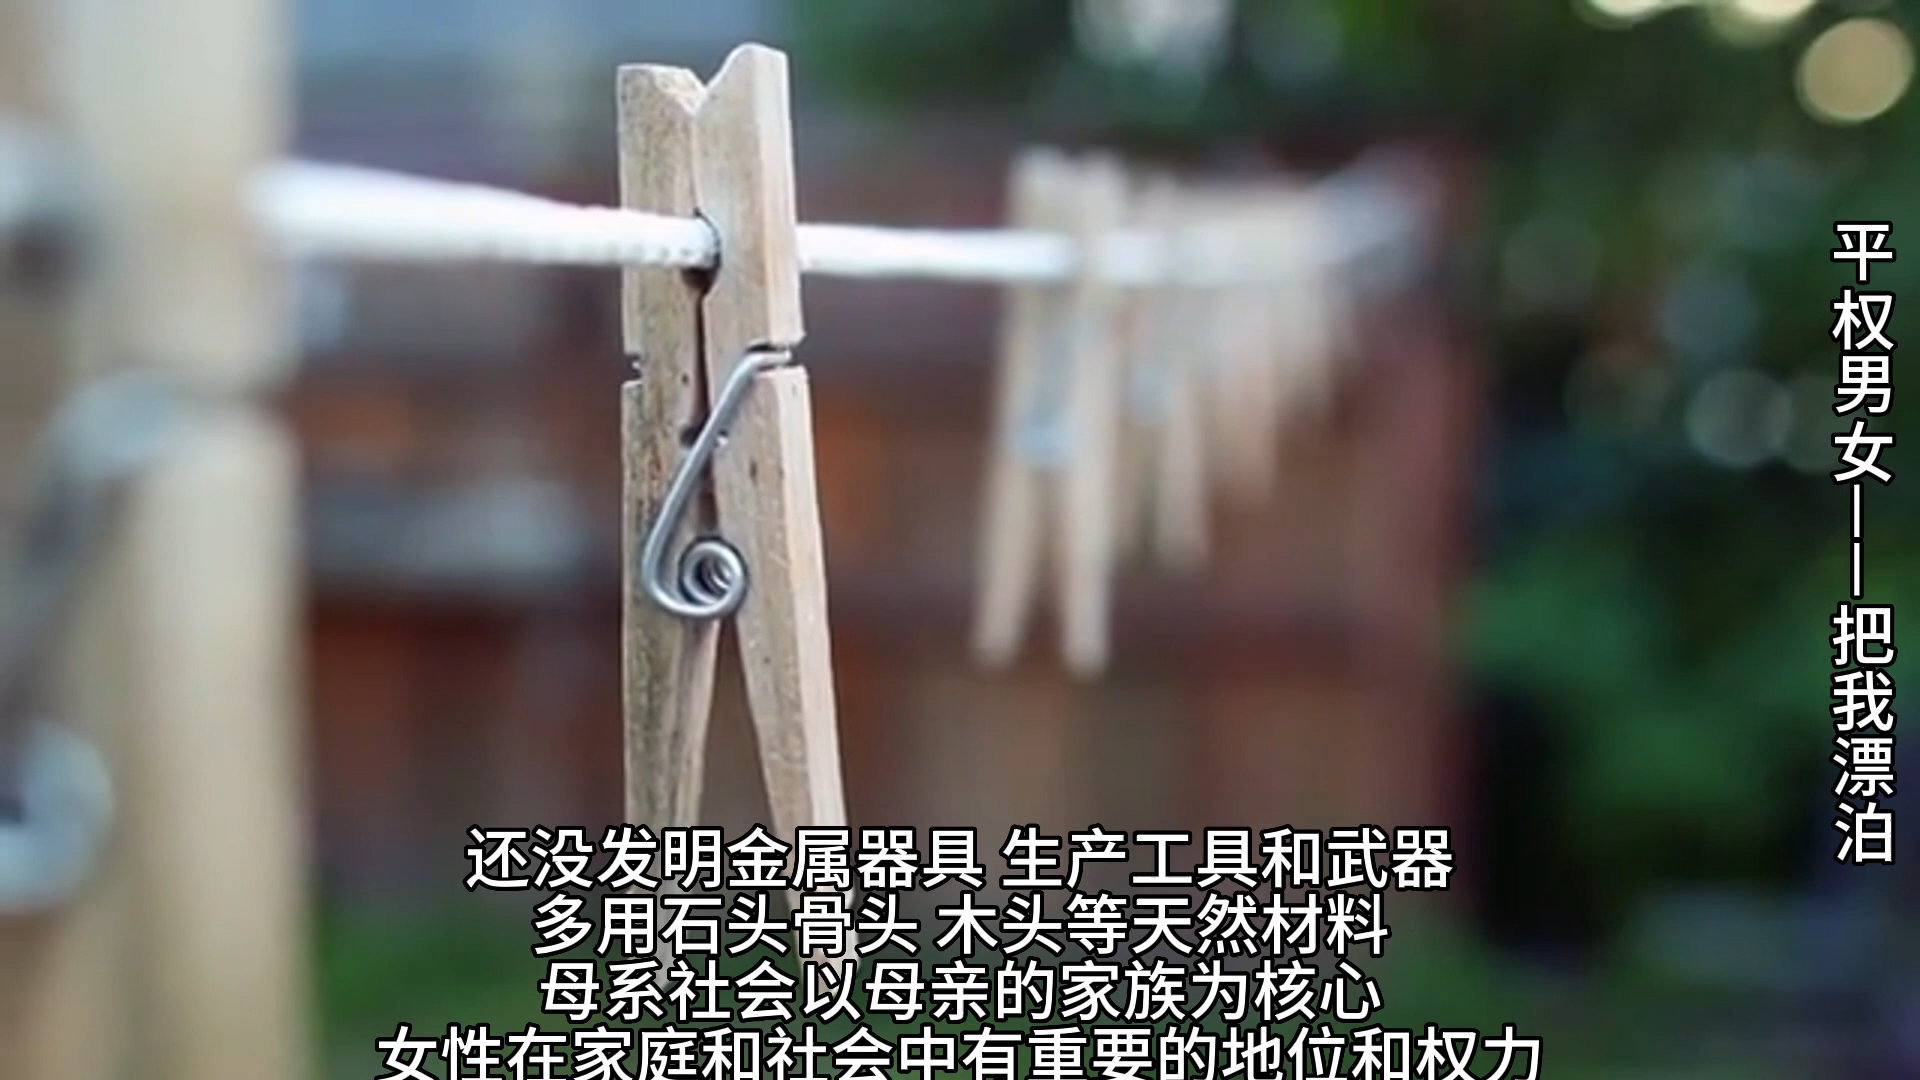 平权男女——把我漂泊
还没发明金属器具 生产工具和武器
多用石头骨头 木头等天然材料
母系社会以母亲的家族为核心
女性在家庭和社会中有重要的地位和权力